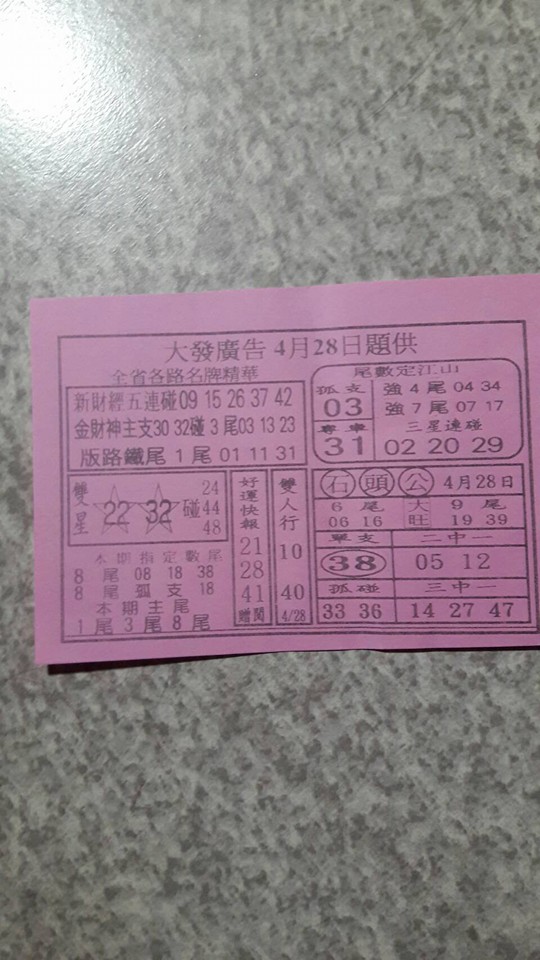 大發廣告 4月28日題供
全省各路名牌精華
新財經五連碰09 15 26 37 42
金財神主支30 32碰 3 尾03 13 23
版路鐵尾 1 尾 01 11 31
尾數定江山
孤支
03
專車
31
強 4 尾 04 34
強 7 尾 07 17
三星連碰
02 20 29
雙星
22 32 碰
24
44
48
本期指定數尾
8 尾 08 18 38
8 尾 孤 支 18
本期主尾
1 尾 3 尾 8 尾
好運快報
21
28
41
贈閱
雙人行
10
40
4/28
石頭公 4月28日
6 尾
06 16
大旺
9 尾
19 39
單支
38
二中一
05 12
孤碰
33 36
三中一
14 27 47